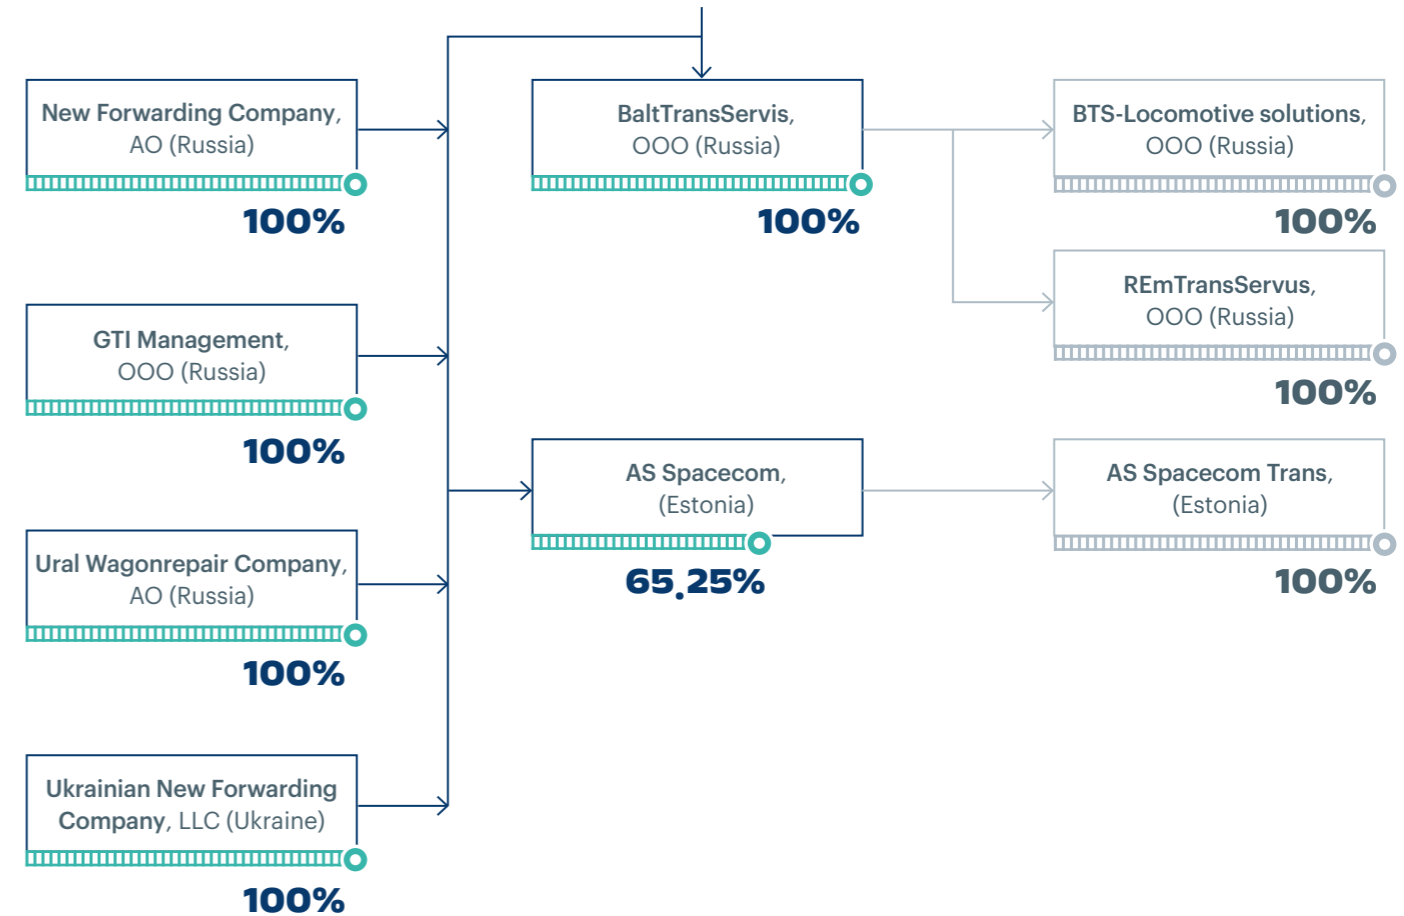 New Forwarding Company,
AO (Russia)
100%
GTI Management,
OOO (Russia)
100%
Ural Wagonrepair Company,
AO (Russia)
100%
Ukrainian New Forwarding
Company, LLC (Ukraine)
100%
BaltTransServis,
OOO (Russia)
100%
AS Spacecom,
(Estonia)
65.25%
BTS-Locomotive solutions,
OOO (Russia)
100%
REmTransServus,
OOO (Russia)
100%
AS Spacecom Trans,
(Estonia)
100%